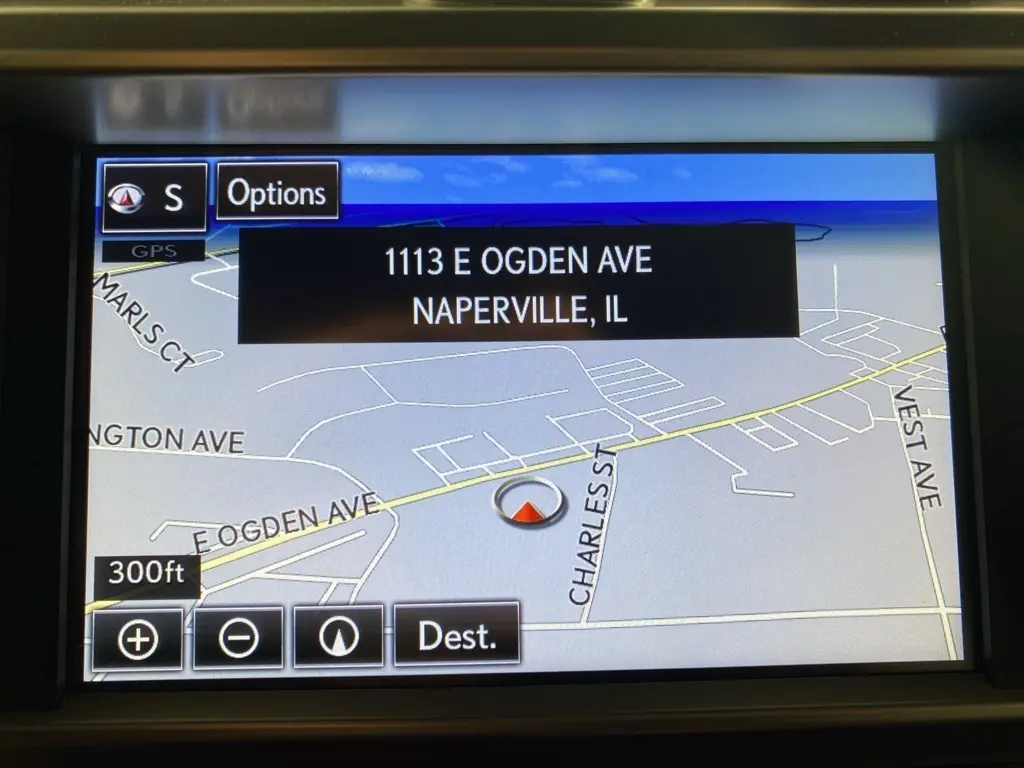 S
Options
GPS
1113 E OGDEN AVE
NAPERVILLE, IL
MARLS CT
NGTON AVE
VEST AVE
E OGDEN AVE
CHARLES ST
300ft
Dest.